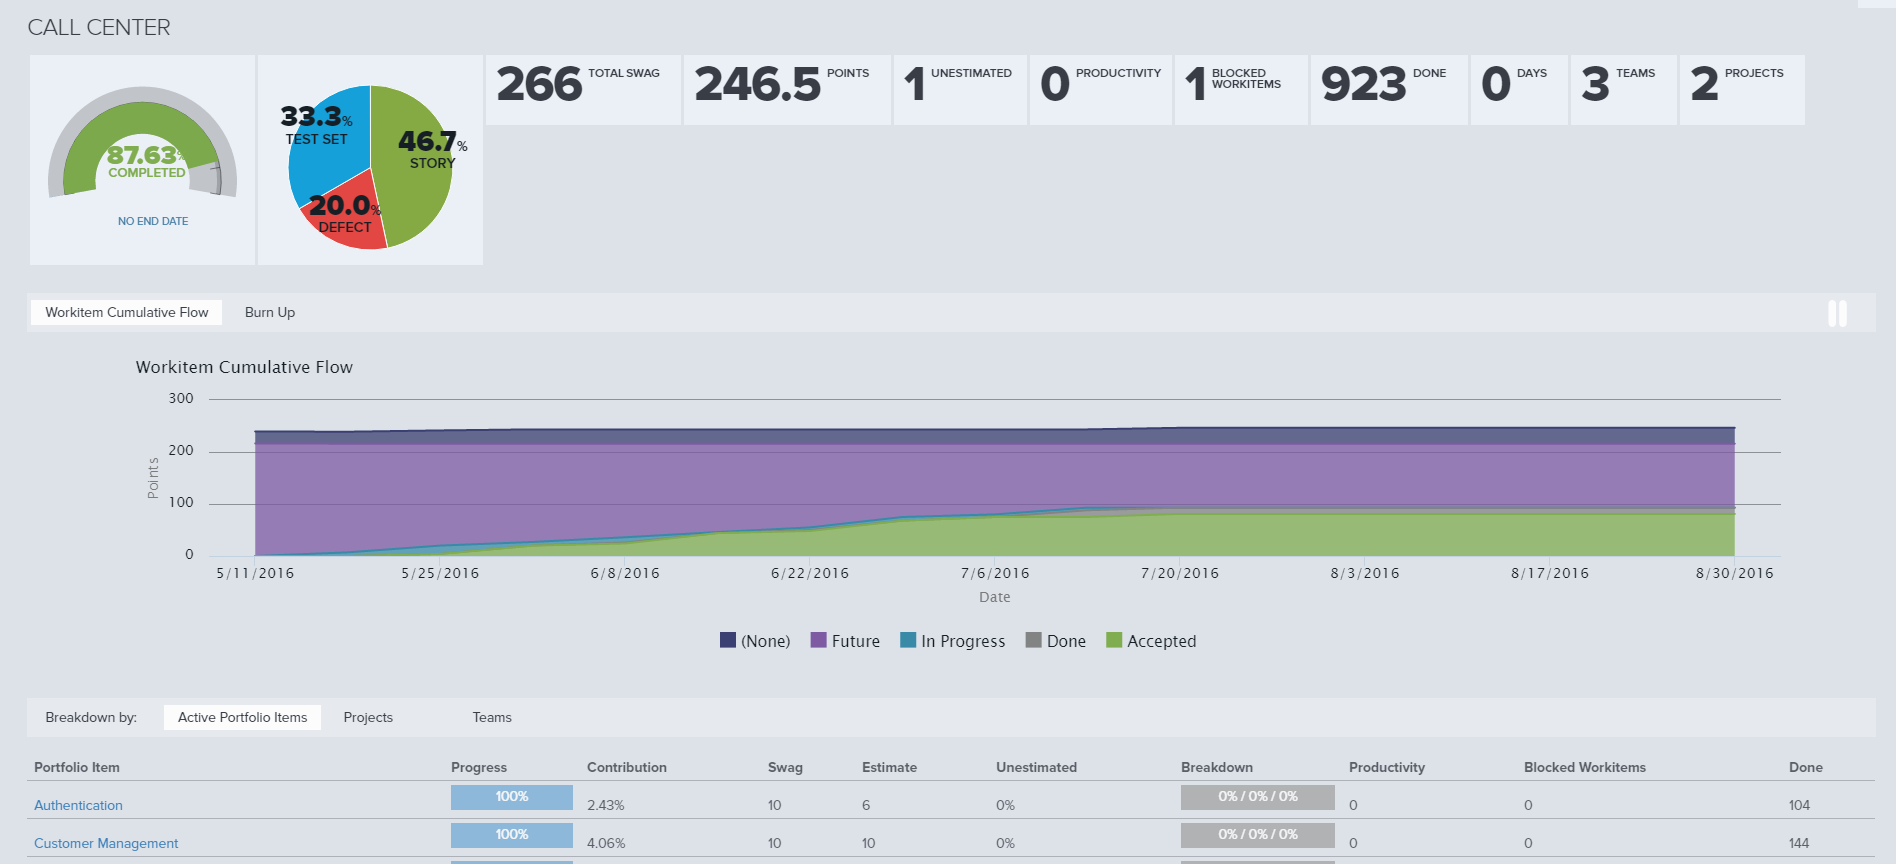 CALL CENTER
87.63%
COMPLETED
NO END DATE
33.3%
TEST SET
46.7%
STORY
20.0%
DEFECT
266 TOTAL SWAG
246.5 POINTS
1 UNESTIMATED
0 PRODUCTIVITY
1 BLOCKED
WORKITEMS
923 DONE
0 DAYS
3 TEAMS
2 PROJECTS
Workitem Cumulative Flow Burn Up
Workitem Cumulative Flow
300
200
100
0
Points
5/11/2016 5/25/2016 6/8/2016 6/22/2016 7/6/2016 7/20/2016 8/3/2016 8/17/2016 8/30/2016
Date
(None) Future In Progress Done Accepted
Breakdown by: Active Portfolio Items Projects Teams
Portfolio Item Progress Contribution Swag Estimate Unestimated Breakdown Productivity Blocked Workitems Done
Authentication 100% 2.43% 10 6 0% 0% / 0% / 0% 0 0 104
Customer Management 100% 4.06% 10 10 0% 0% / 0% / 0% 0 0 144